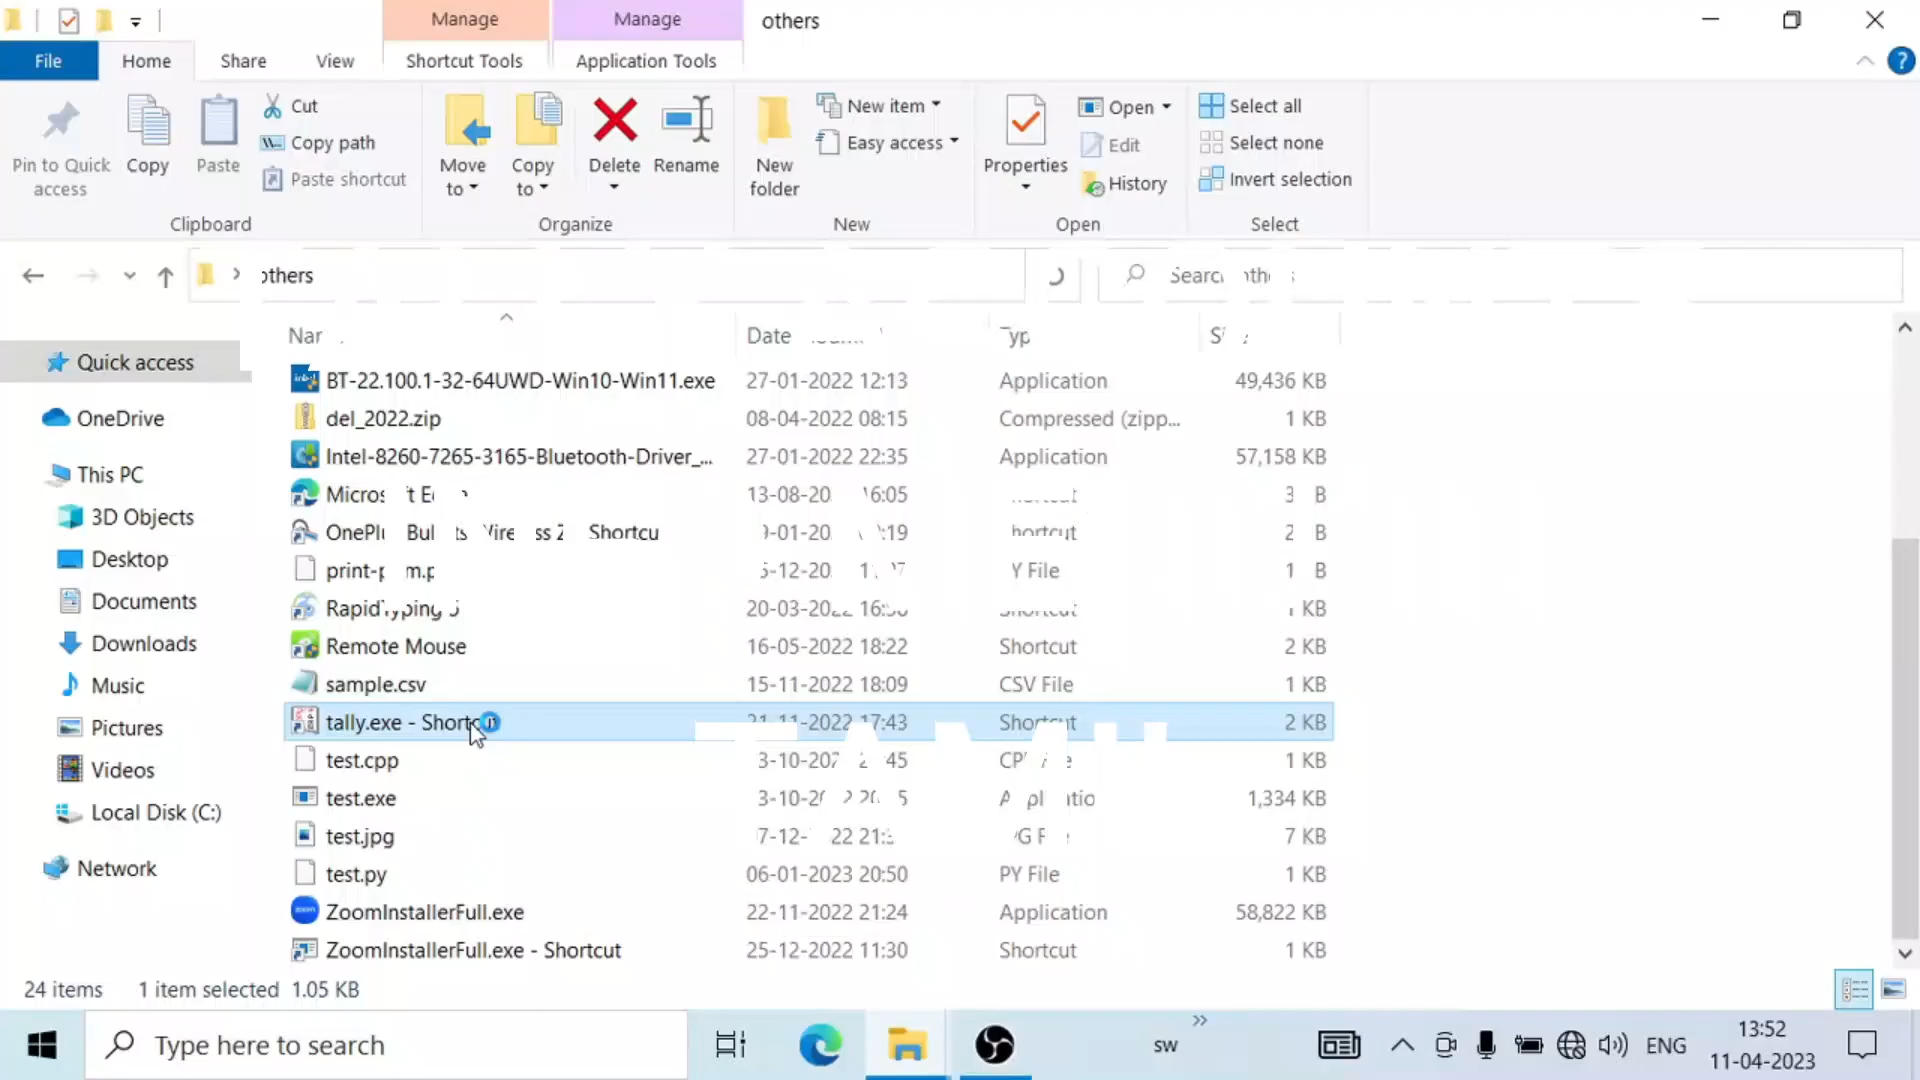 Manage
Manage
others
File
Home
Share
View
Shortcut Tools
Application Tools
Pin to Quick access
Copy
Paste
Cut
Copy path
Paste shortcut
Move to
Copy to
Delete
Rename
New folder
New item
Easy access
Properties
Open
Edit
History
Select all
Select none
Invert selection
Clipboard
Organize
New
Open
Select
others
Date
Quick access
OneDrive
This PC
3D Objects
Desktop
Documents
Downloads
Music
Pictures
Videos
Local Disk (C:)
Network
BT-22.100.1-32-64UWD-Win10-Win11.exe 27-01-2022 12:13 Application 49,436 KB
del_2022.zip 08-04-2022 08:15 Compressed (zipp... 1 KB
Intel-8260-7265-3165-Bluetooth-Driver_... 27-01-2022 22:35 Application 57,158 KB
Remote Mouse 16-05-2022 18:22 Shortcut 2 KB
sample.csv 15-11-2022 18:09 CSV File 1 KB
tally.exe - 21-11-2022 17:43 Shortcut 2 KB
test.cpp 1 KB
test.exe 1,334 KB
test.jpg 7 KB
test.py 06-01-2023 20:50 PY File 1 KB
ZoomInstallerFull.exe 22-11-2022 21:24 Application 58,822 KB
ZoomInstallerFull.exe - Shortcut 25-12-2022 11:30 Shortcut 1 KB
24 items 1 item selected 1.05 KB
Type here to search
sw
ENG
13:52
11-04-2023